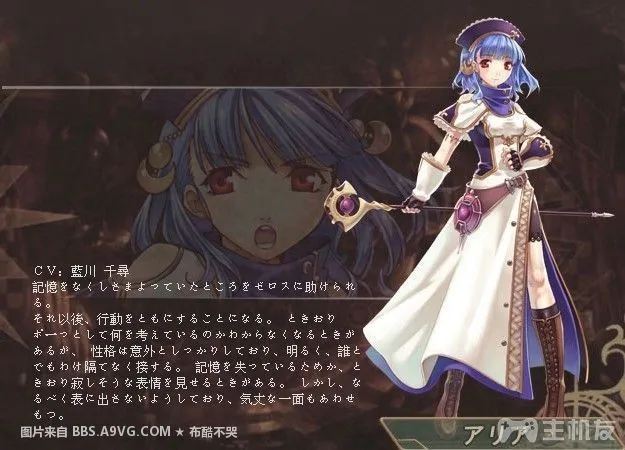 CV: 藍川 千尋
記憶をなくしさまよっていたところをゼロスに助けられ
る。
それ以後、行動をともにすることになる。 ときおり
ボーっとして何を考えているのかわからなくなるときが
あるが、 性格は意外としっかりしており、明るく、誰と
でもわけ隔てなく接する。 記憶を失っているためか、と
きおり寂しそうな表情を見せるときがある。 しかし、な
るべく表に出さないようしており、気丈な一面もあわせ
もつ。
图片来自 BBS.A9VG.COM ★ 布酷不哭
アリア
主机友